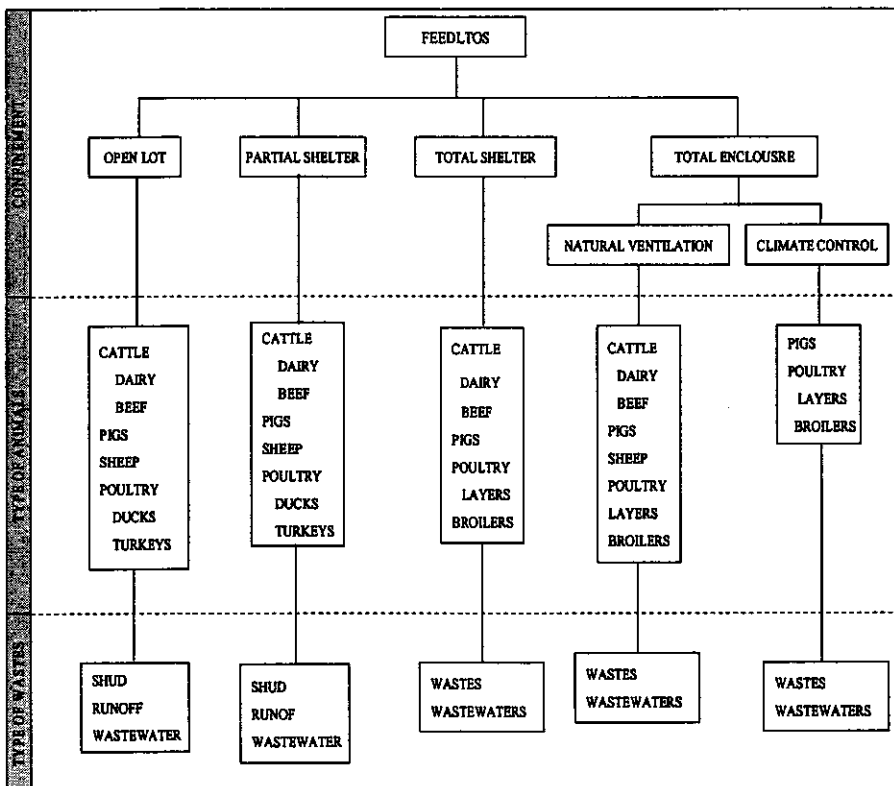 FEEDLTOS
CONFINEMENT
OPEN LOT
PARTIAL SHELTER
TOTAL SHELTER
TOTAL ENCLOUSRE
NATURAL VENTILATION
CLIMATE CONTROL
TYPE OF ANIMALS
CATTLE
DAIRY
BEEF
PIGS
SHEEP
POULTRY
DUCKS
TURKEYS
CATTLE
DAIRY
BEEF
PIGS
SHEEP
POULTRY
DUCKS
TURKEYS
CATTLE
DAIRY
BEEF
PIGS
POULTRY
LAYERS
BROILERS
CATTLE
DAIRY
BEEF
PIGS
SHEEP
POULTRY
LAYERS
BROILERS
PIGS
POULTRY
LAYERS
BROILERS
TYPE OF WASTES
SHUD
RUNOFF
WASTEWATER
SHUD
RUNOF
WASTEWATER
WASTES
WASTEWATERS
WASTES
WASTEWATERS
WASTES
WASTEWATERS